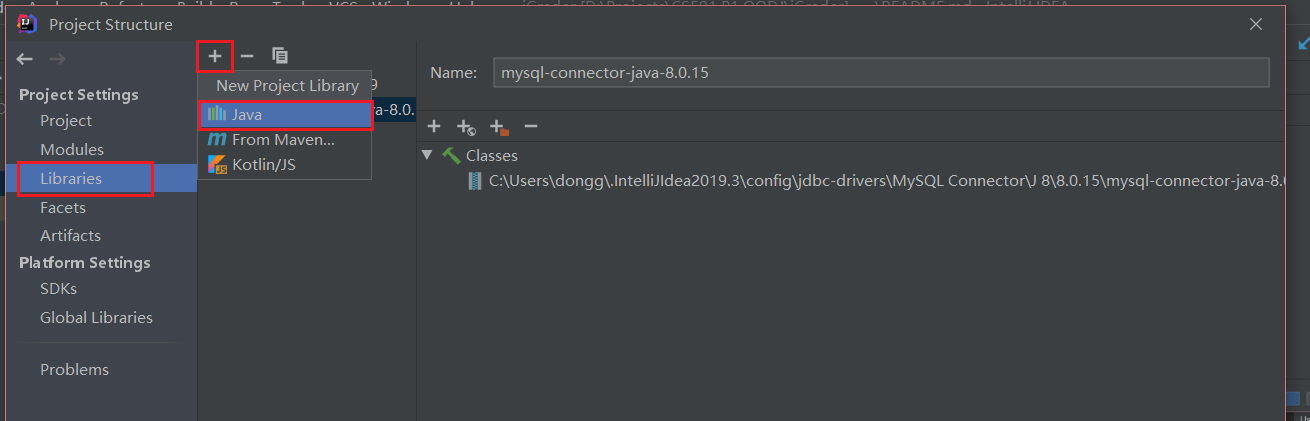 Project Structure
Project Settings
Project
Modules
Libraries
Facets
Artifacts
Platform Settings
SDKs
Global Libraries
Problems
New Project Library
9
Java
va-8.0.
From Maven...
Kotlin/JS
Name: mysql-connector-java-8.0.15
Classes
C:\Users\dongg\.IntelliJIdea2019.3\config\jdbc-drivers\MySQL Connector\J 8\8.0.15\mysql-connector-java-8.0